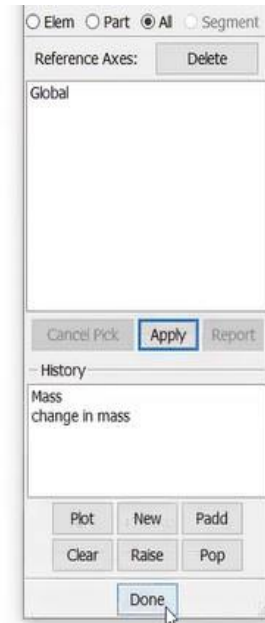 Elem Part All Segment
Reference Axes: Delete
Global
Cancel Pick Apply Report
History
Mass
change in mass
Plot New Padd
Clear Raise Pop
Done